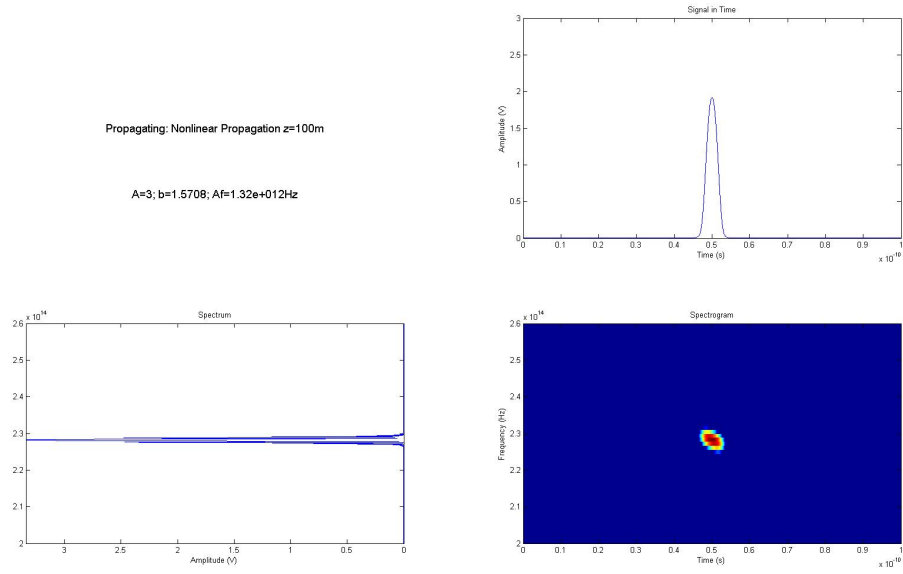 Propagating: Nonlinear Propagation z=100m
A=3; b=1.5708; Af=1.32e+012Hz
Signal in Time
3
2.5
2
1.5
1
0.5
0
Amplitude (V)
0 0.1 0.2 0.3 0.4 0.5 0.6 0.7 0.8 0.9 1
Time (s)
x 10^-10
Spectrum
x 10^14
2.6
2.5
2.4
2.3
2.2
2.1
2
3 2.5 2 1.5 1 0.5 0
Amplitude (V)
Spectrogram
x 10^14
2.6
2.5
2.4
2.3
2.2
2.1
2
Frequency (Hz)
0 0.1 0.2 0.3 0.4 0.5 0.6 0.7 0.8 0.9 1
Time (s)
x 10^-10